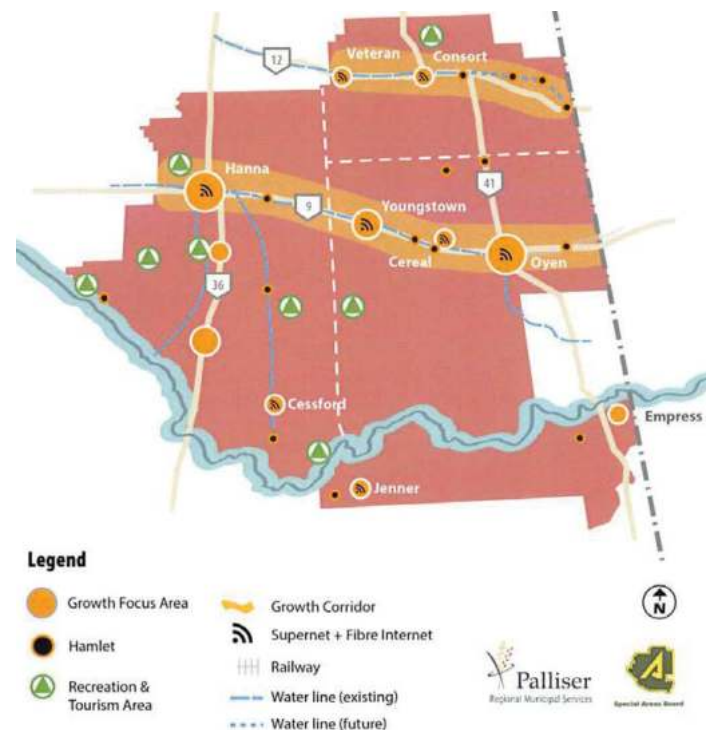 12
Veteran
Consort
Hanna
9
Youngstown
41
Cereal
Oyen
36
Cessford
Empress
Jenner
Legend
Growth Focus Area
Hamlet
Recreation &
Tourism Area
Growth Corridor
Supernet + Fibre Internet
Railway
Water line (existing)
Water line (future)
N
Palliser
Regional Municipal Services
Special Areas Board